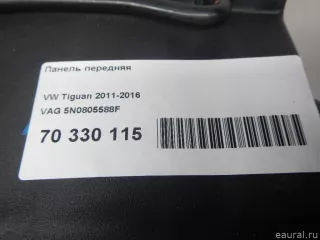 Панель передняя
VW Tiguan 2011-2016
VAG 5N0805588F
70 330 115
eaural.ru